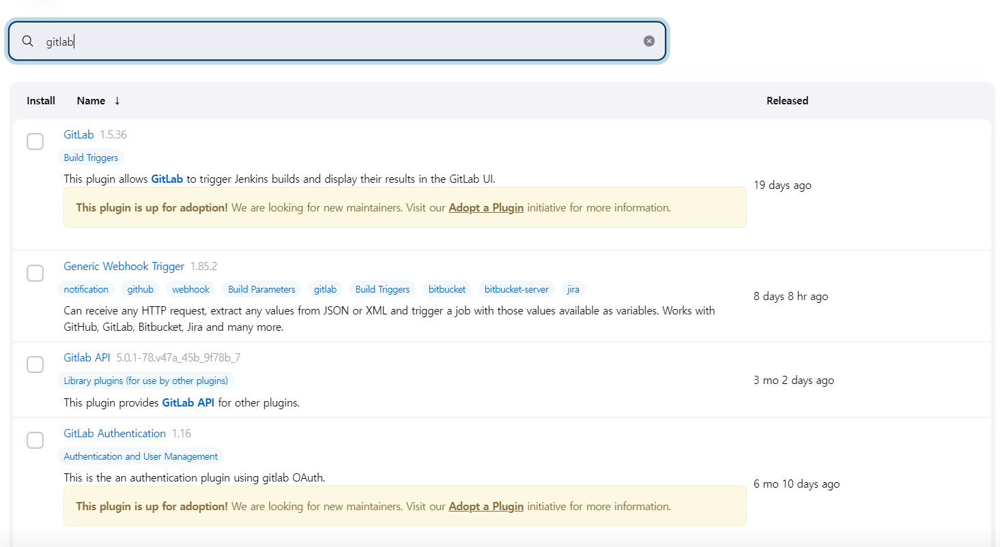 gitlab
Install Name ↓ Released
GitLab 1.5.36
Build Triggers
This plugin allows GitLab to trigger Jenkins builds and display their results in the GitLab UI.
19 days ago
This plugin is up for adoption! We are looking for new maintainers. Visit our Adopt a Plugin initiative for more information.
Generic Webhook Trigger 1.85.2
notification github webhook Build Parameters gitlab Build Triggers bitbucket bitbucket-server jira
8 days 8 hr ago
Can receive any HTTP request, extract any values from JSON or XML and trigger a job with those values available as variables. Works with
GitHub, GitLab, Bitbucket, Jira and many more.
Gitlab API 5.0.1-78.v47a_45b_9f78b_7
Library plugins (for use by other plugins)
3 mo 2 days ago
This plugin provides GitLab API for other plugins.
GitLab Authentication 1.16
Authentication and User Management
This is the an authentication plugin using gitlab OAuth.
6 mo 10 days ago
This plugin is up for adoption! We are looking for new maintainers. Visit our Adopt a Plugin initiative for more information.